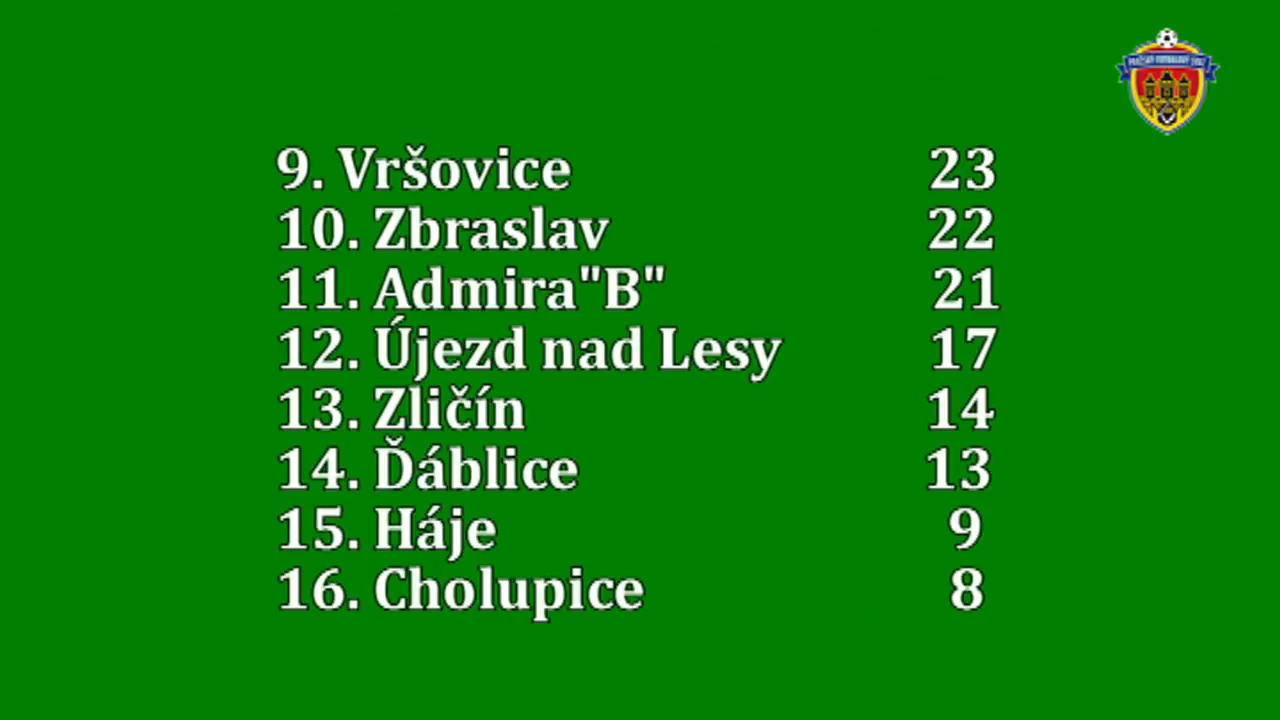 9. Vršovice 23
10. Zbraslav 22
11. Admira"B" 21
12. Újezd nad Lesy 17
13. Zličín 14
14. Ďáblice 13
15. Háje 9
16. Cholupice 8